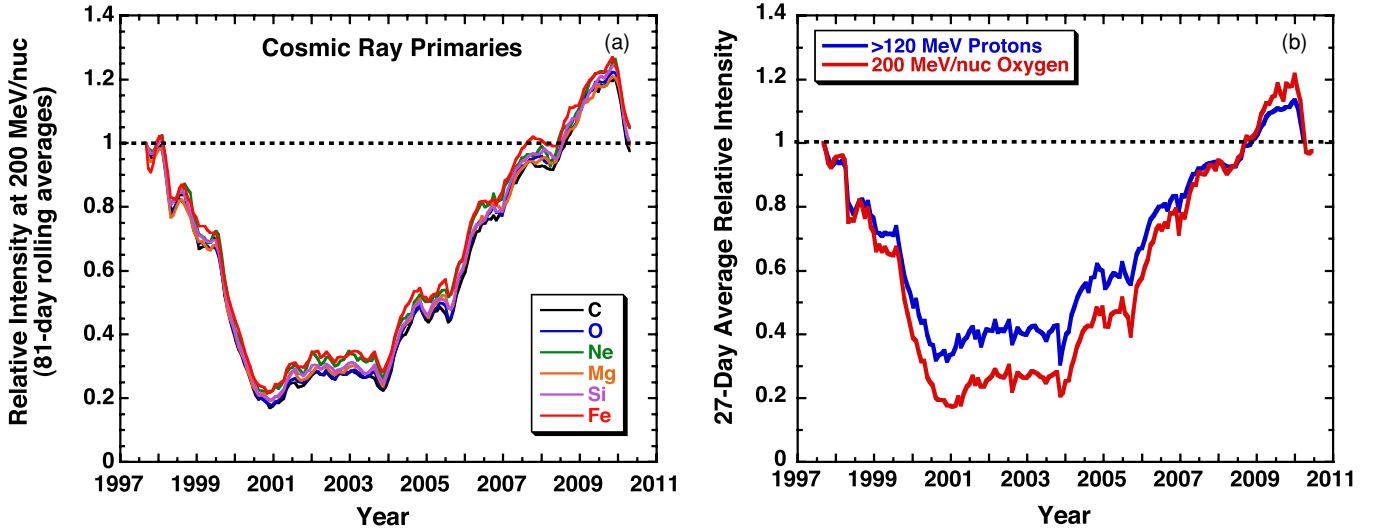 Relative Intensity at 200 MeV/nuc
(81-day rolling averages)
1.4
1.2
1
0.8
0.6
0.4
0.2
0
Cosmic Ray Primaries
(a)
C
O
Ne
Mg
Si
Fe
1997 1999 2001 2003 2005 2007 2009 2011
Year
27-Day Average Relative Intensity
1.4
1.2
1
0.8
0.6
0.4
0.2
0
>120 MeV Protons
200 MeV/nuc Oxygen
(b)
1997 1999 2001 2003 2005 2007 2009 2011
Year